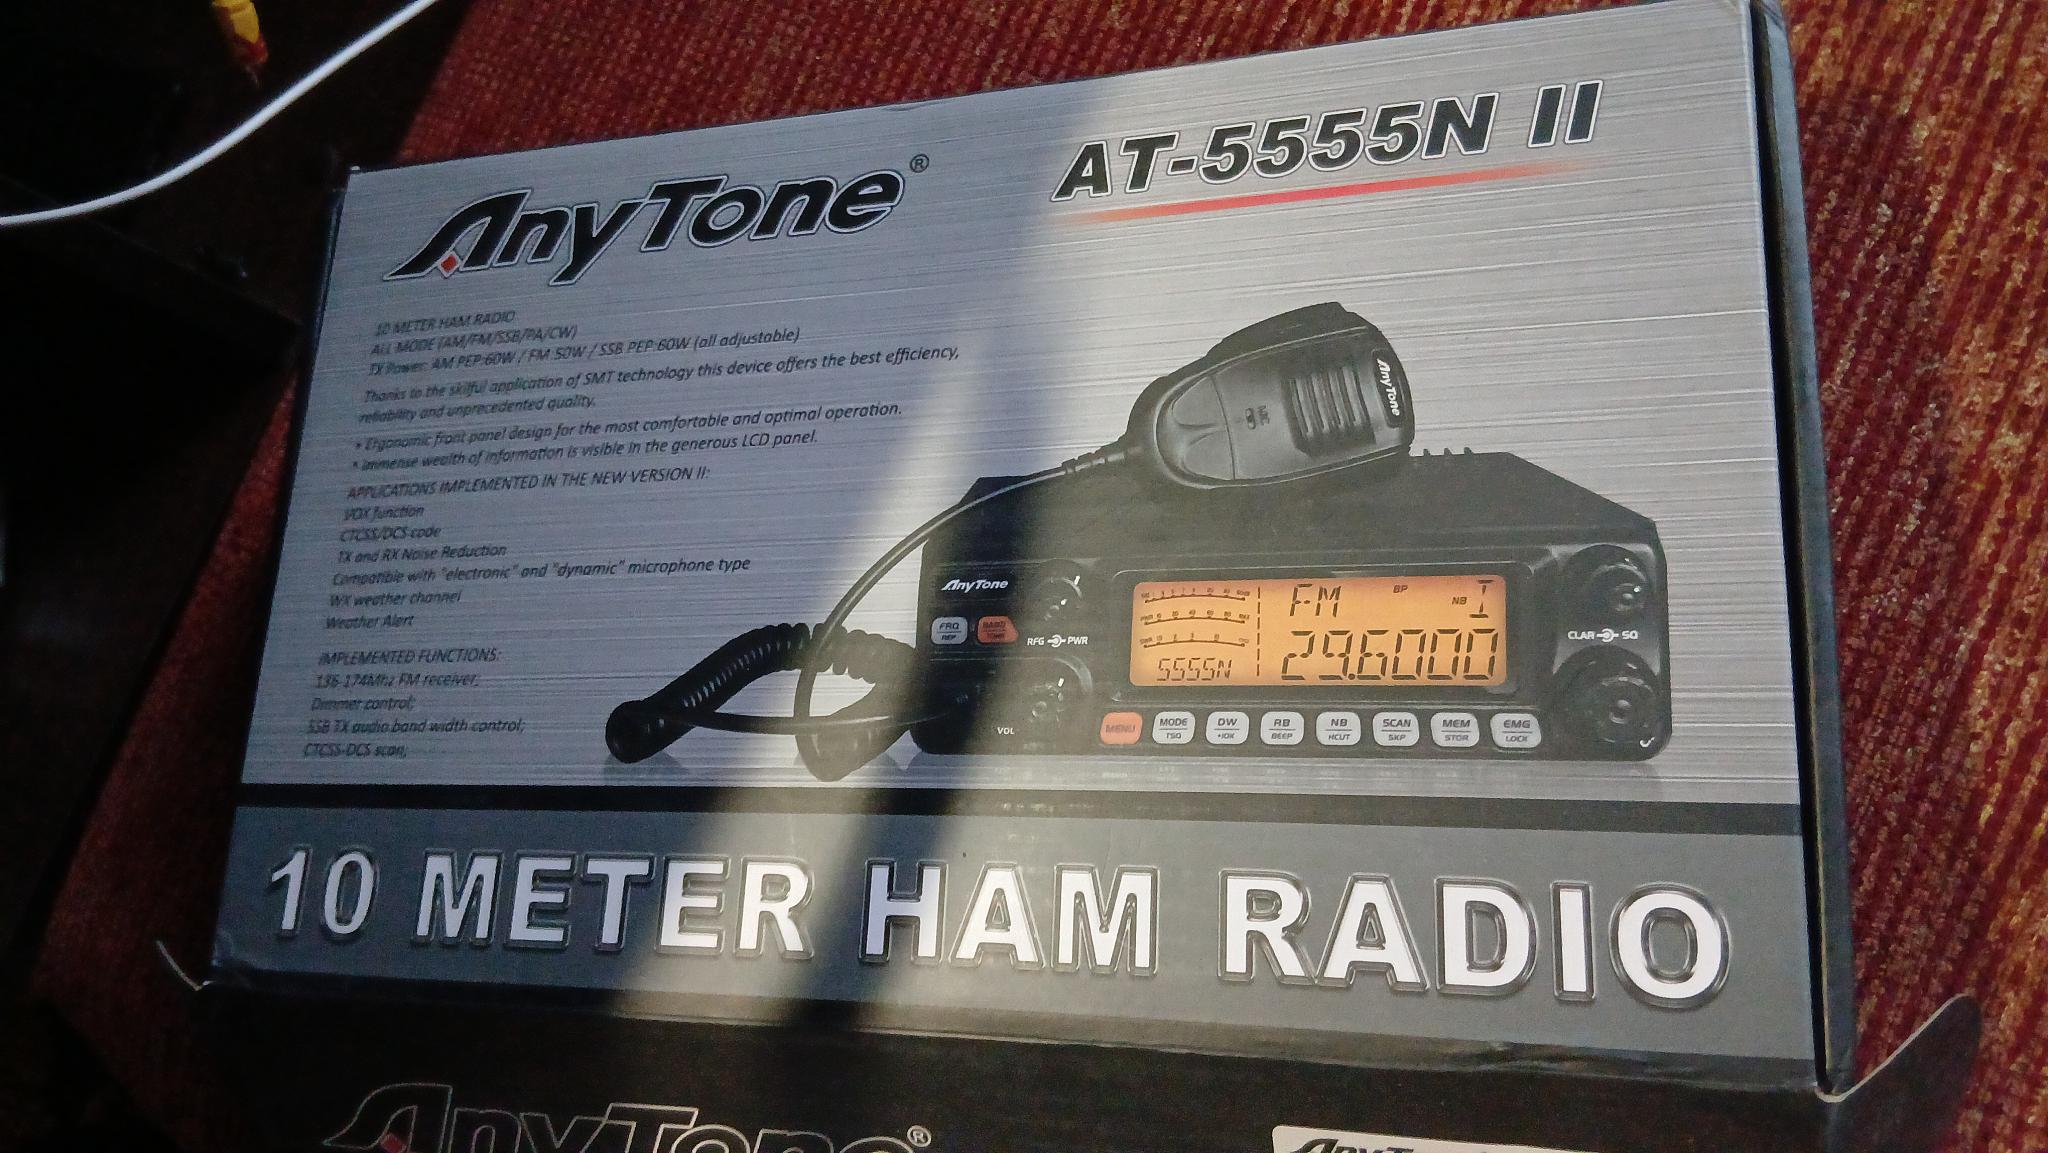 AnyTone®
AT-5555N II
10 METER HAM RADIO
ALL MODE (AM/FM/SSB/PA/CW)
TX Power: AM PEP:60W / FM:50W / SSB PEP:60W (all adjustable)
Thanks to the skilful application of SMT technology this device offers the best efficiency,
reliability and unprecedented quality.
• Ergonomic front panel design for the most comfortable and optimal operation.
• Immense wealth of information is visible in the generous LCD panel.
APPLICATIONS IMPLEMENTED IN THE NEW VERSION II:
VOX function
CTCSS/DCS code
TX and RX Noise Reduction
Compatible with "electronic" and "dynamic" microphone type
WX weather channel
Weather Alert
IMPLEMENTED FUNCTIONS:
136-174Mhz FM receiver;
Dimmer control;
SSB TX audio band width control;
CTCSS-DCS scan;
AnyTone
AnyTone
FRQ
REP
RFG PWR
VOL
FM BP NB I
5555N 29.6000
CLAR SQ
MENU
MODE
TSQ
DW
+10K
RB
BEEP
NB
HCUT
SCAN
SKP
MEM
STOR
EMG
LOCK
10 METER HAM RADIO
AnyTone®